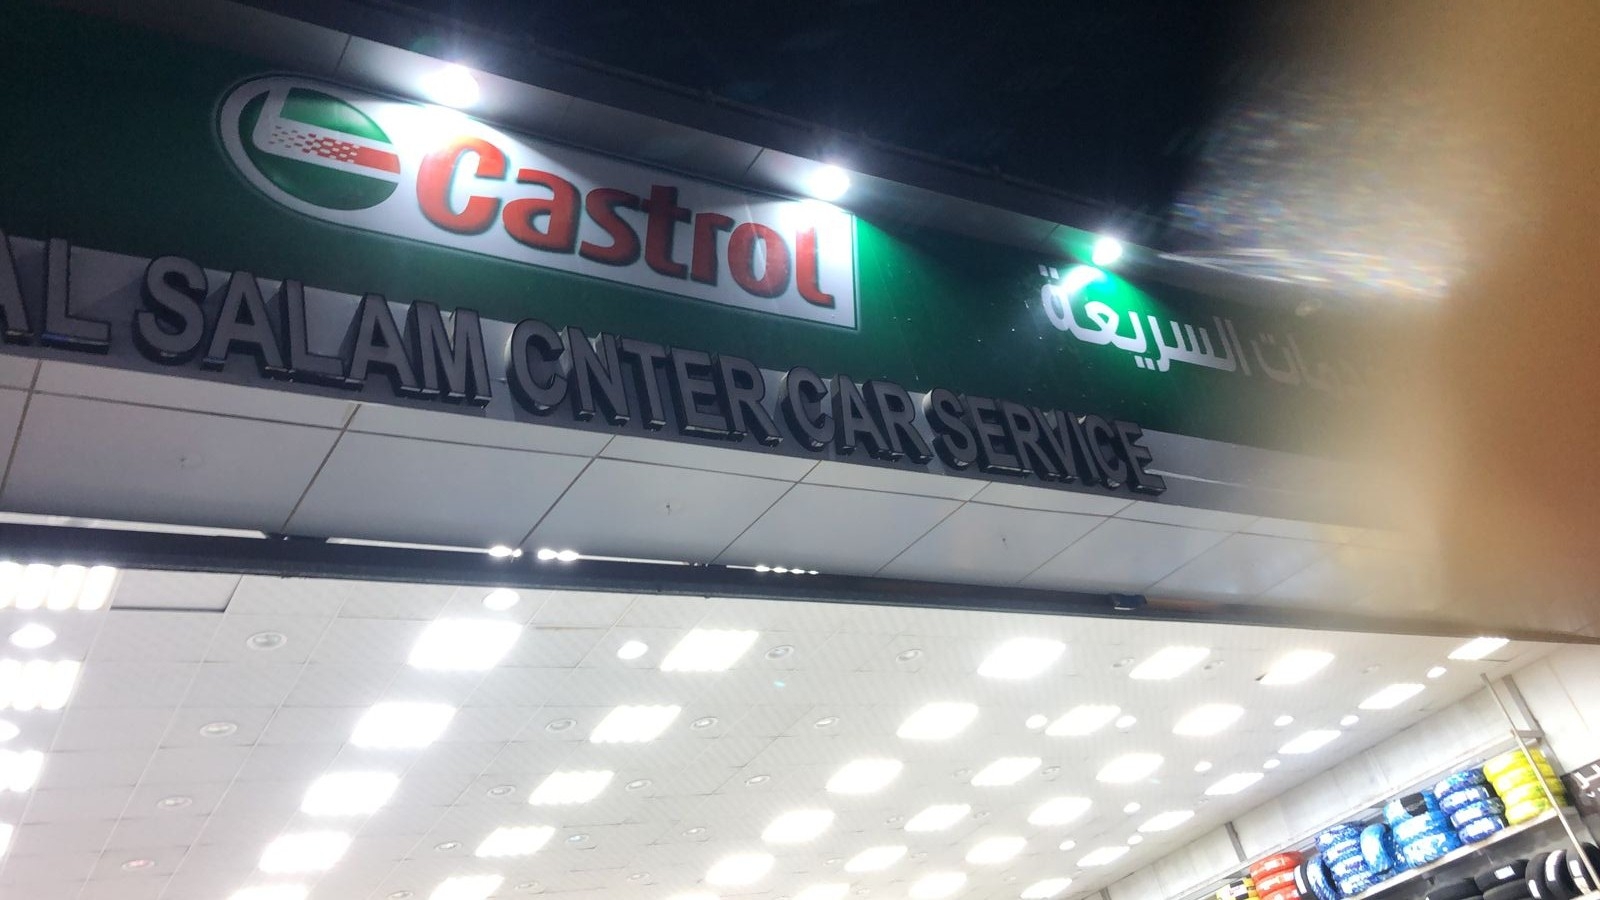 Castrol
السريعة
AL SALAM CNTER CAR SERVICE